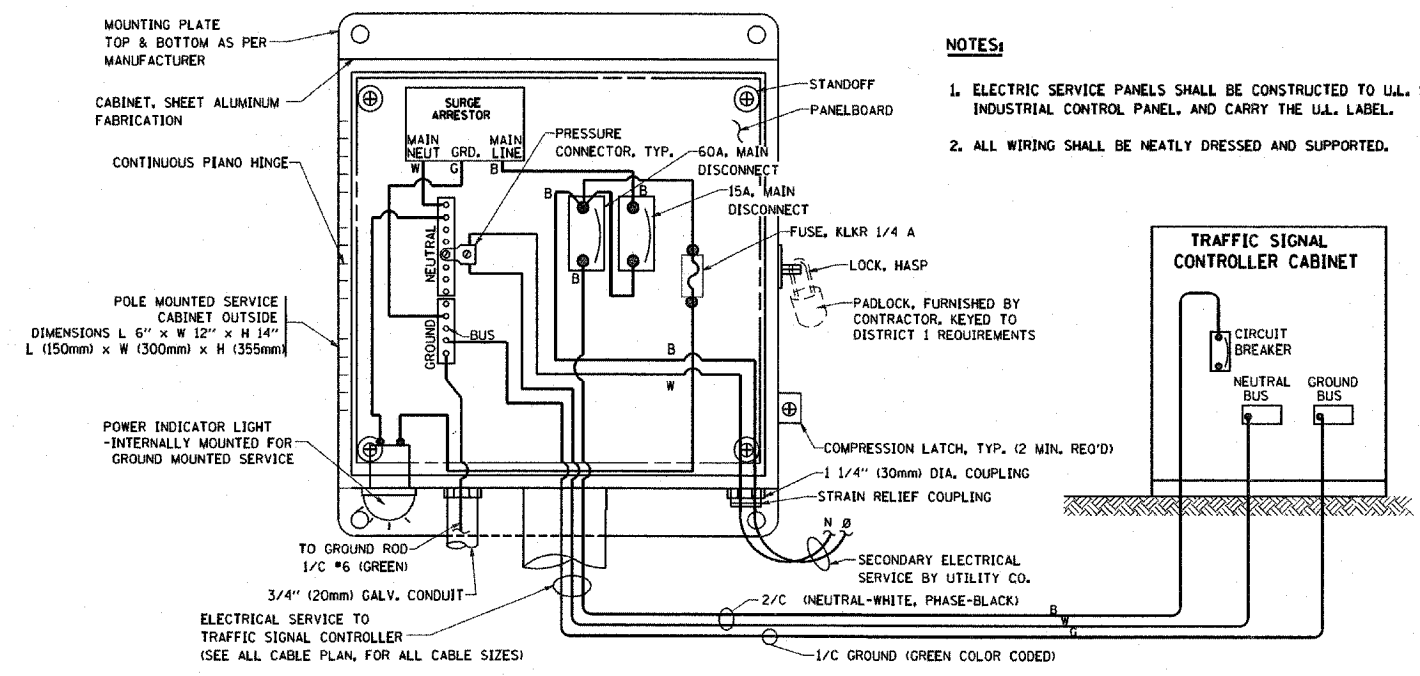 MOUNTING PLATE
TOP & BOTTOM AS PER
MANUFACTURER
CABINET, SHEET ALUMINUM
FABRICATION
CONTINUOUS PIANO HINGE
POLE MOUNTED SERVICE
CABINET OUTSIDE
DIMENSIONS L 6" x W 12" x H 14"
L (150mm) x W (300mm) x H (355mm)
POWER INDICATOR LIGHT
-INTERNALLY MOUNTED FOR
GROUND MOUNTED SERVICE
SURGE
ARRESTOR
MAIN
NEUT
GRD.
MAIN
LINE
W
G
B
PRESSURE
CONNECTOR, TYP.
60A, MAIN
DISCONNECT
15A, MAIN
DISCONNECT
FUSE, KLKR 1/4 A
B
B
B
NEUTRAL
GROUND
BUS
B
W
STANDOFF
PANELBOARD
LOCK, HASP
PADLOCK, FURNISHED BY
CONTRACTOR, KEYED TO
DISTRICT 1 REQUIREMENTS
COMPRESSION LATCH, TYP. (2 MIN. REQ'D)
1 1/4" (30mm) DIA. COUPLING
STRAIN RELIEF COUPLING
N Ø
SECONDARY ELECTRICAL
SERVICE BY UTILITY CO.
TO GROUND ROD
1/C #6 (GREEN)
3/4" (20mm) GALV. CONDUIT
ELECTRICAL SERVICE TO
TRAFFIC SIGNAL CONTROLLER
(SEE ALL CABLE PLAN, FOR ALL CABLE SIZES)
2/C (NEUTRAL-WHITE, PHASE-BLACK)
B
W
G
1/C GROUND (GREEN COLOR CODED)
NOTES:
1. ELECTRIC SERVICE PANELS SHALL BE CONSTRUCTED TO U.L.
INDUSTRIAL CONTROL PANEL, AND CARRY THE U.L. LABEL.
2. ALL WIRING SHALL BE NEATLY DRESSED AND SUPPORTED.
TRAFFIC SIGNAL
CONTROLLER CABINET
CIRCUIT
BREAKER
NEUTRAL
BUS
GROUND
BUS